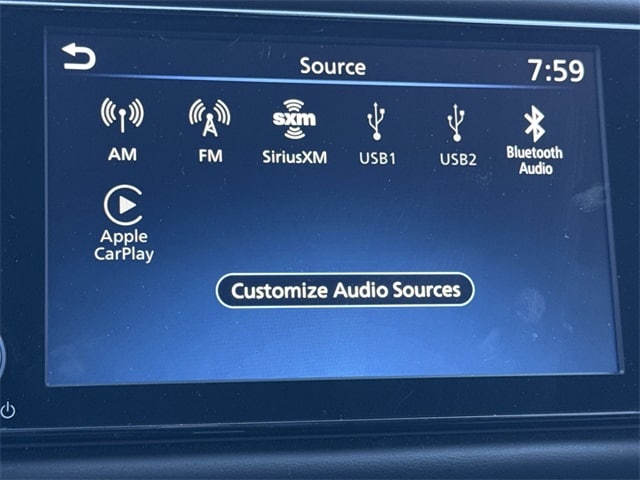 Source
7:59
sxm
AM
FM
SiriusXM
USB1
USB2
Bluetooth
Audio
Apple
CarPlay
Customize Audio Sources